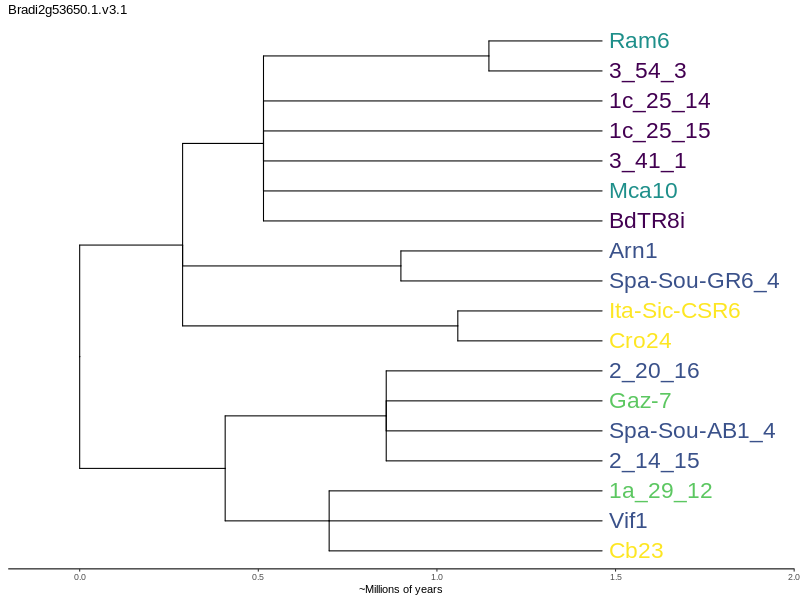 Bradi2g53650.1.v3.1
Ram6
3_54_3
1c_25_14
1c_25_15
3_41_1
Mca10
BdTR8i
Arn1
Spa-Sou-GR6_4
Ita-Sic-CSR6
Cro24
2_20_16
Gaz-7
Spa-Sou-AB1_4
2_14_15
1a_29_12
Vif1
Cb23
0.0 0.5 1.0 1.5 2.0
~Millions of years